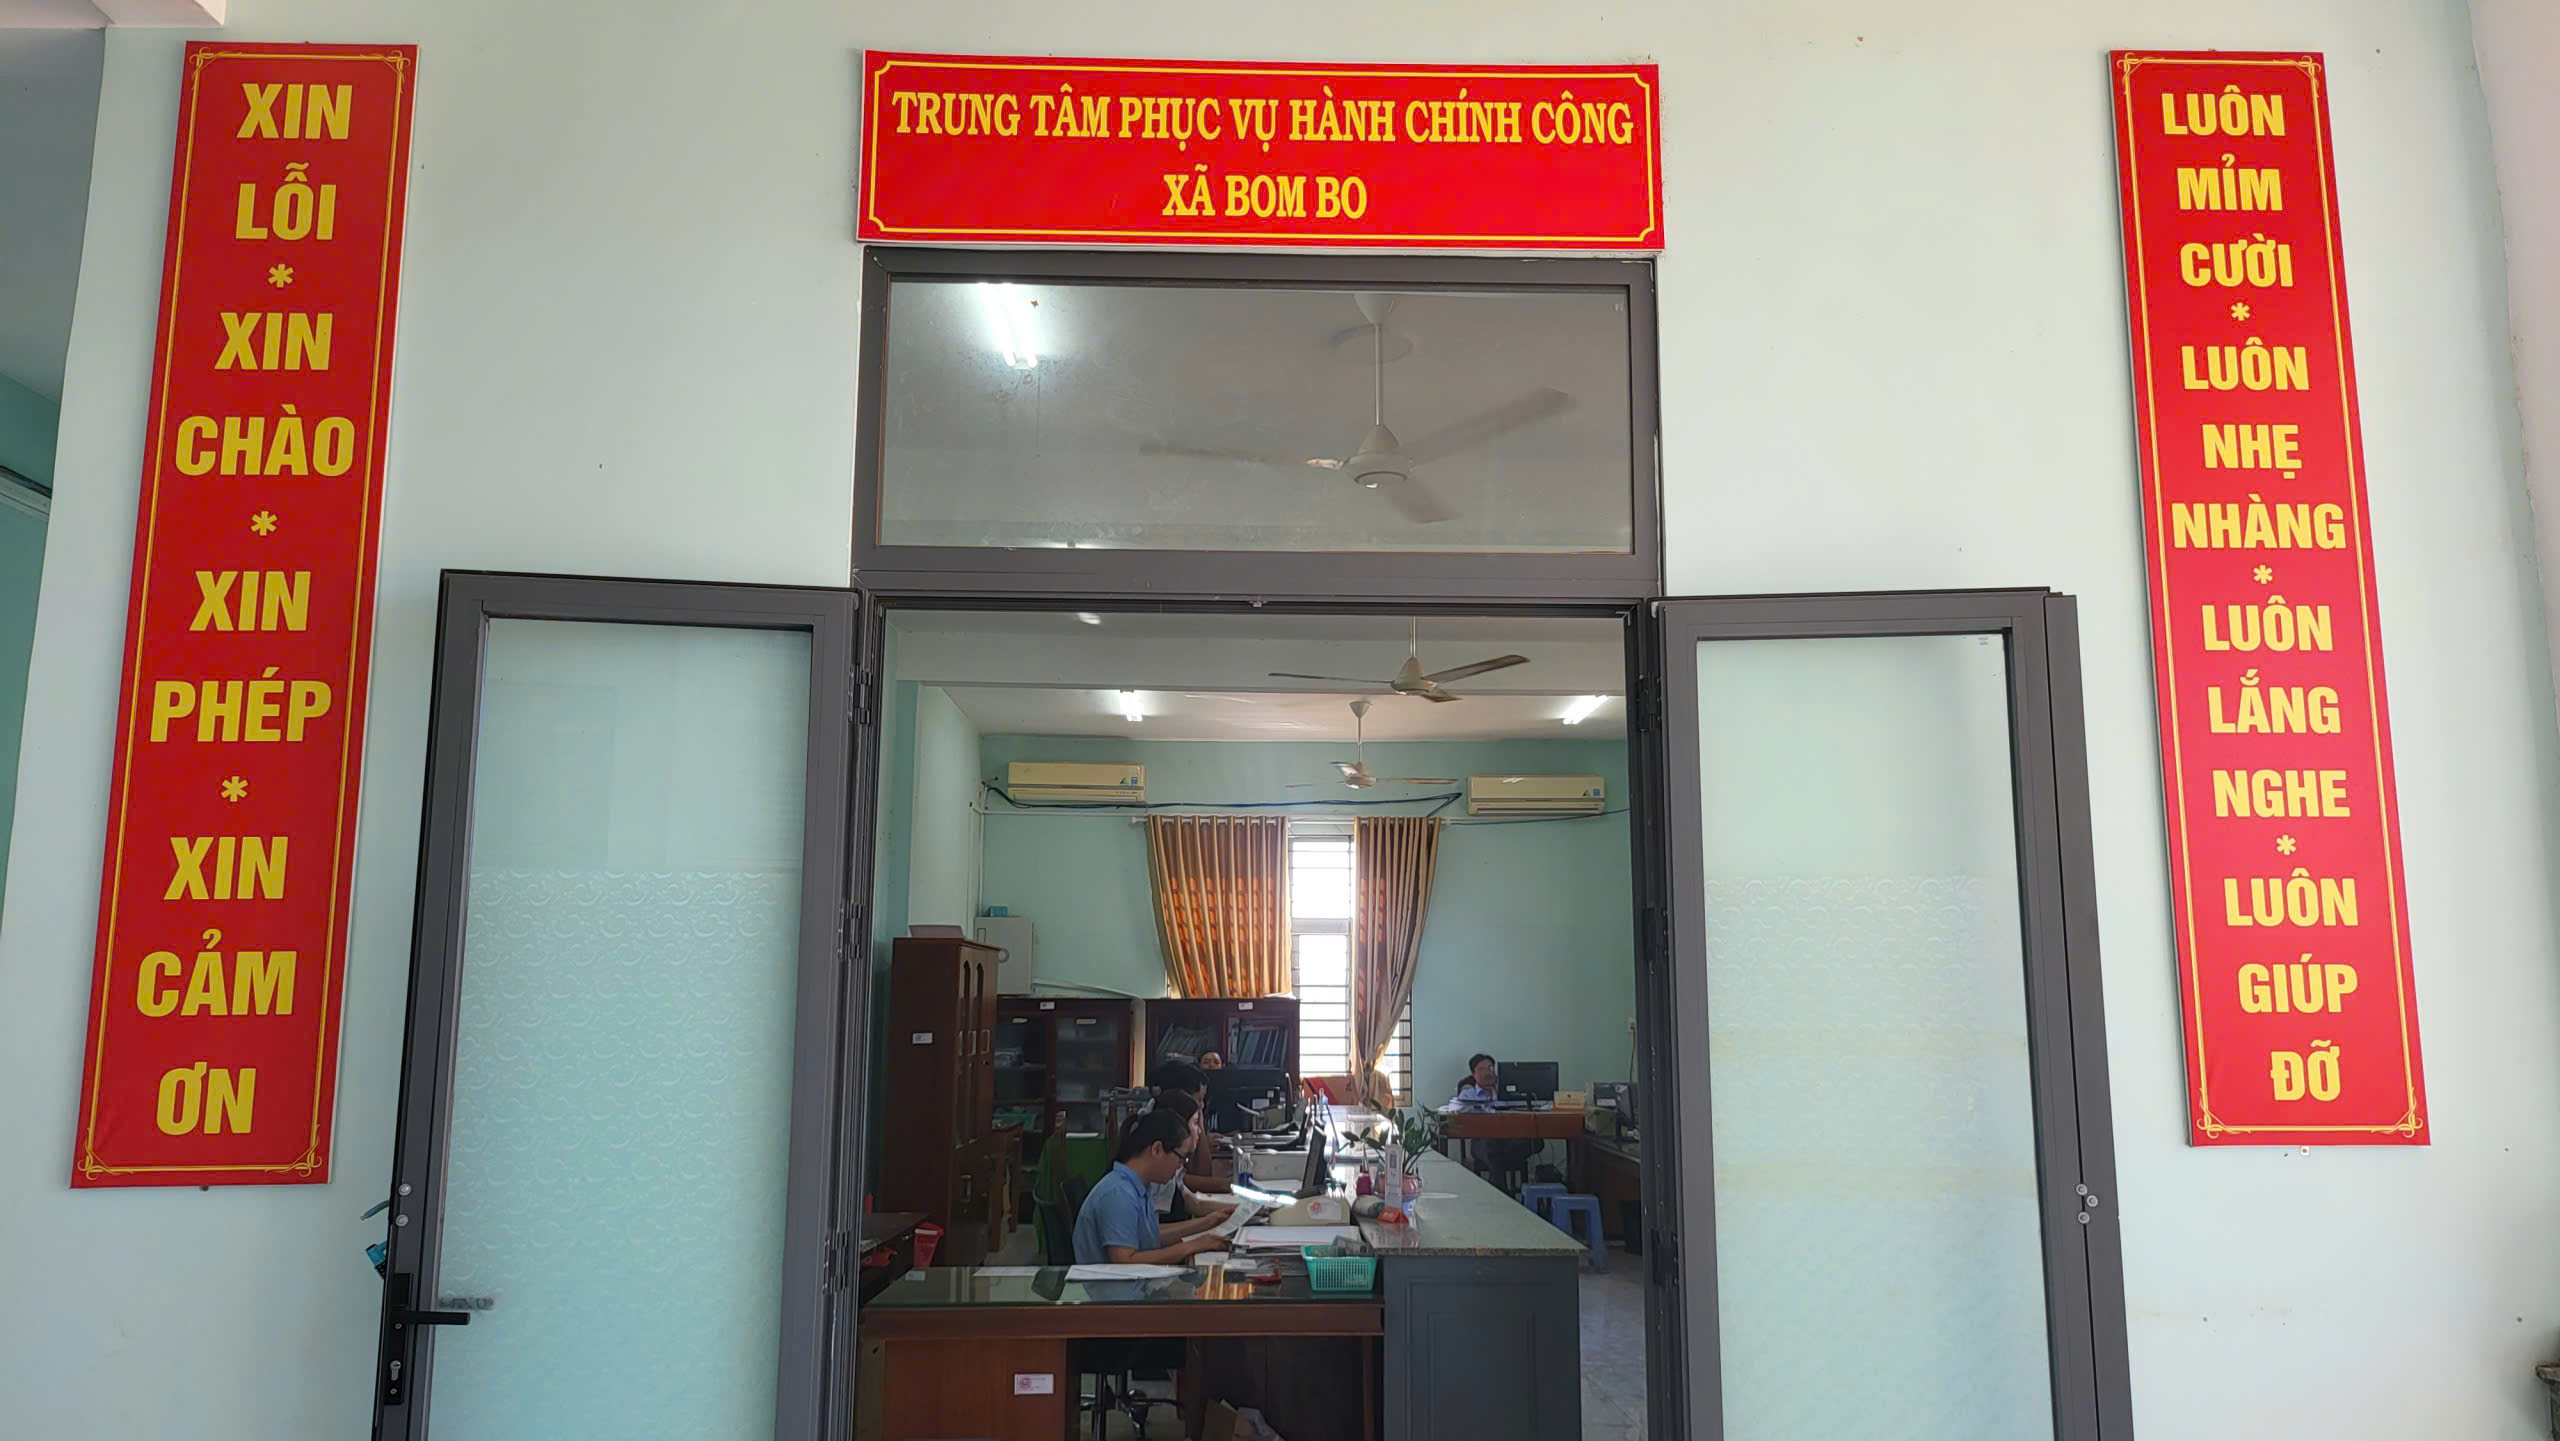 XIN
LỖI
*
XIN
CHÀO
*
XIN
PHÉP
*
XIN
CẢM
ƠN
TRUNG TÂM PHỤC VỤ HÀNH CHÍNH CÔNG
XÃ BOM BO
LUÔN
MỈM
CƯỜI
*
LUÔN
NHẸ
NHÀNG
*
LUÔN
LẮNG
NGHE
*
LUÔN
GIÚP
ĐỠ